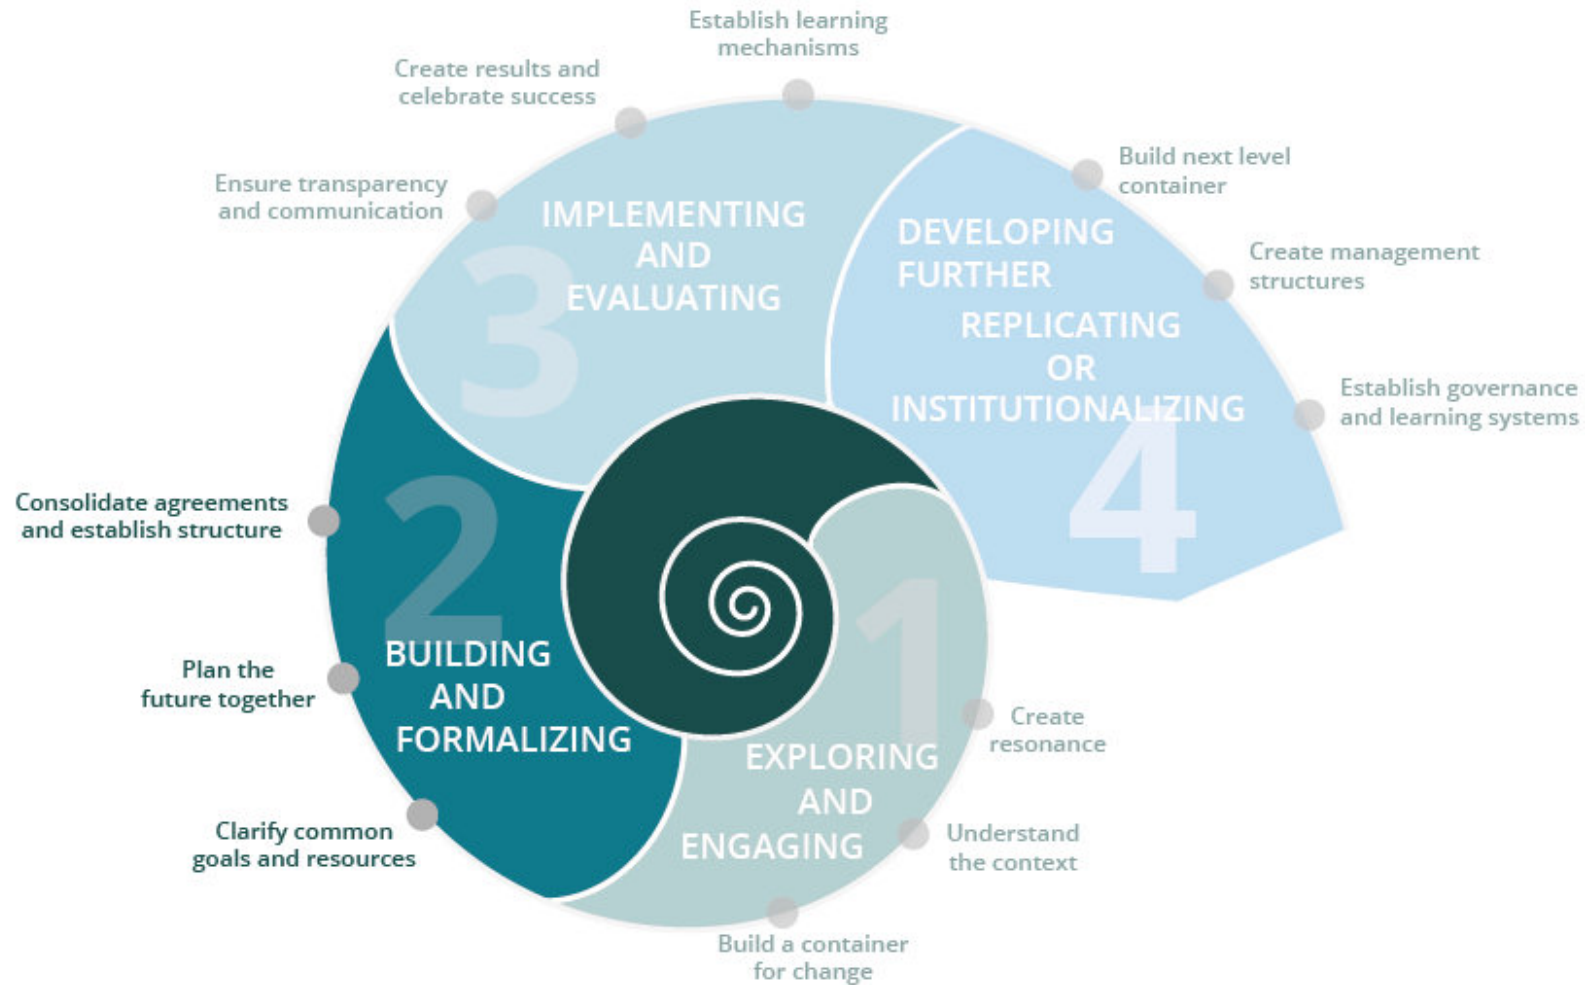 Establish learning
mechanisms
Create results and
celebrate success
Ensure transparency
and communication
Build next level
container
Create management
structures
Establish governance
and learning systems
3
IMPLEMENTING
AND
EVALUATING
DEVELOPING
FURTHER
REPLICATING
OR
INSTITUTIONALIZING
4
Consolidate agreements
and establish structure
Plan the
future together
Clarify common
goals and resources
2
BUILDING
AND
FORMALIZING
1
EXPLORING
AND
ENGAGING
Create
resonance
Understand
the context
Build a container
for change